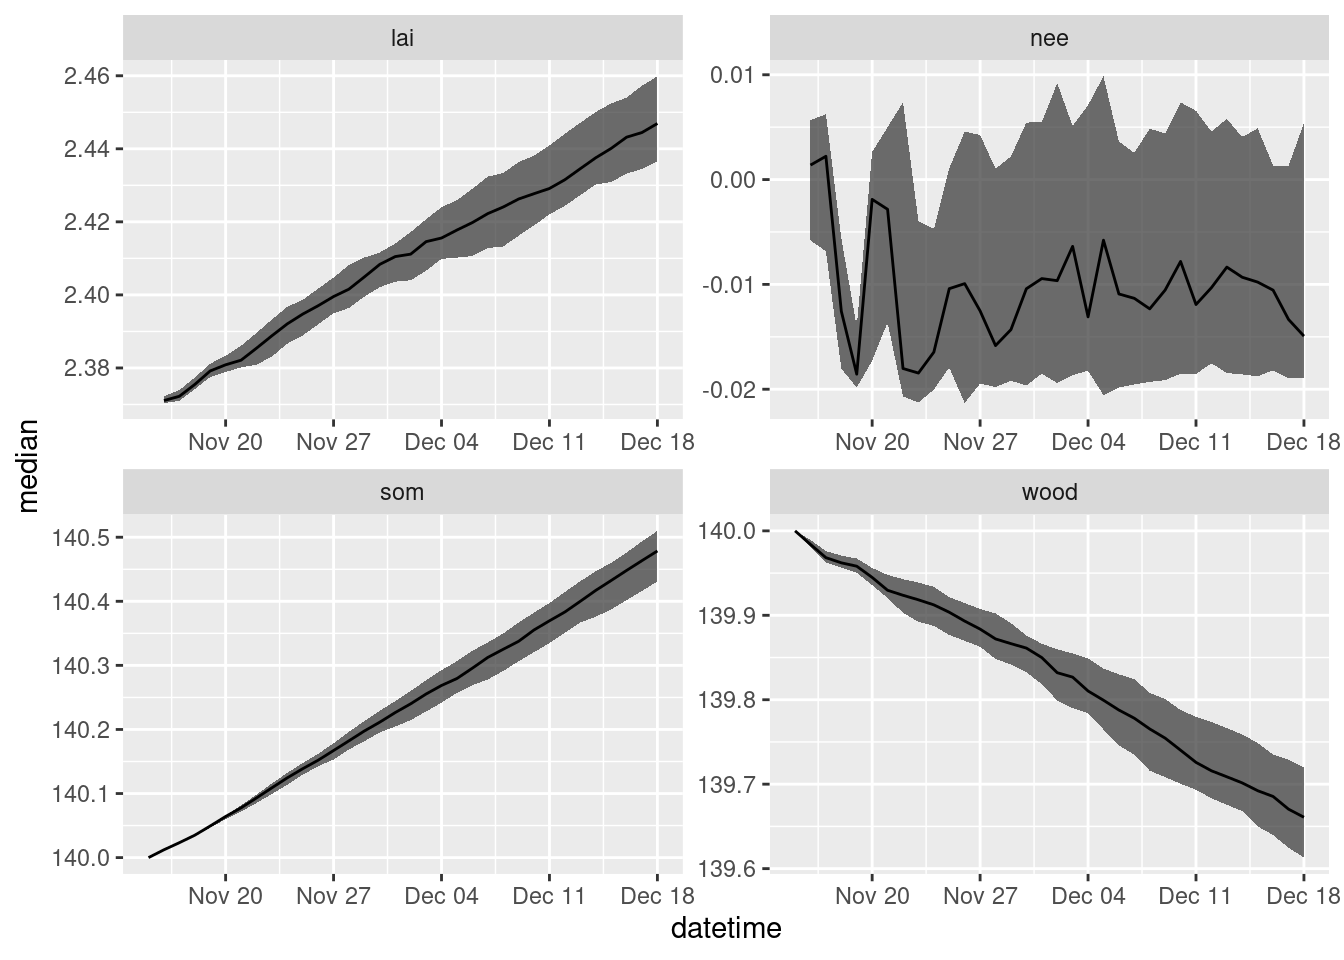 lai
nee
2.46
2.44
2.42
2.40
2.38
0.01
0.00
-0.01
-0.02
Nov 20 Nov 27 Dec 04 Dec 11 Dec 18
Nov 20 Nov 27 Dec 04 Dec 11 Dec 18
median
som
wood
140.5
140.4
140.3
140.2
140.1
140.0
140.0
139.9
139.8
139.7
139.6
Nov 20 Nov 27 Dec 04 Dec 11 Dec 18
Nov 20 Nov 27 Dec 04 Dec 11 Dec 18
datetime